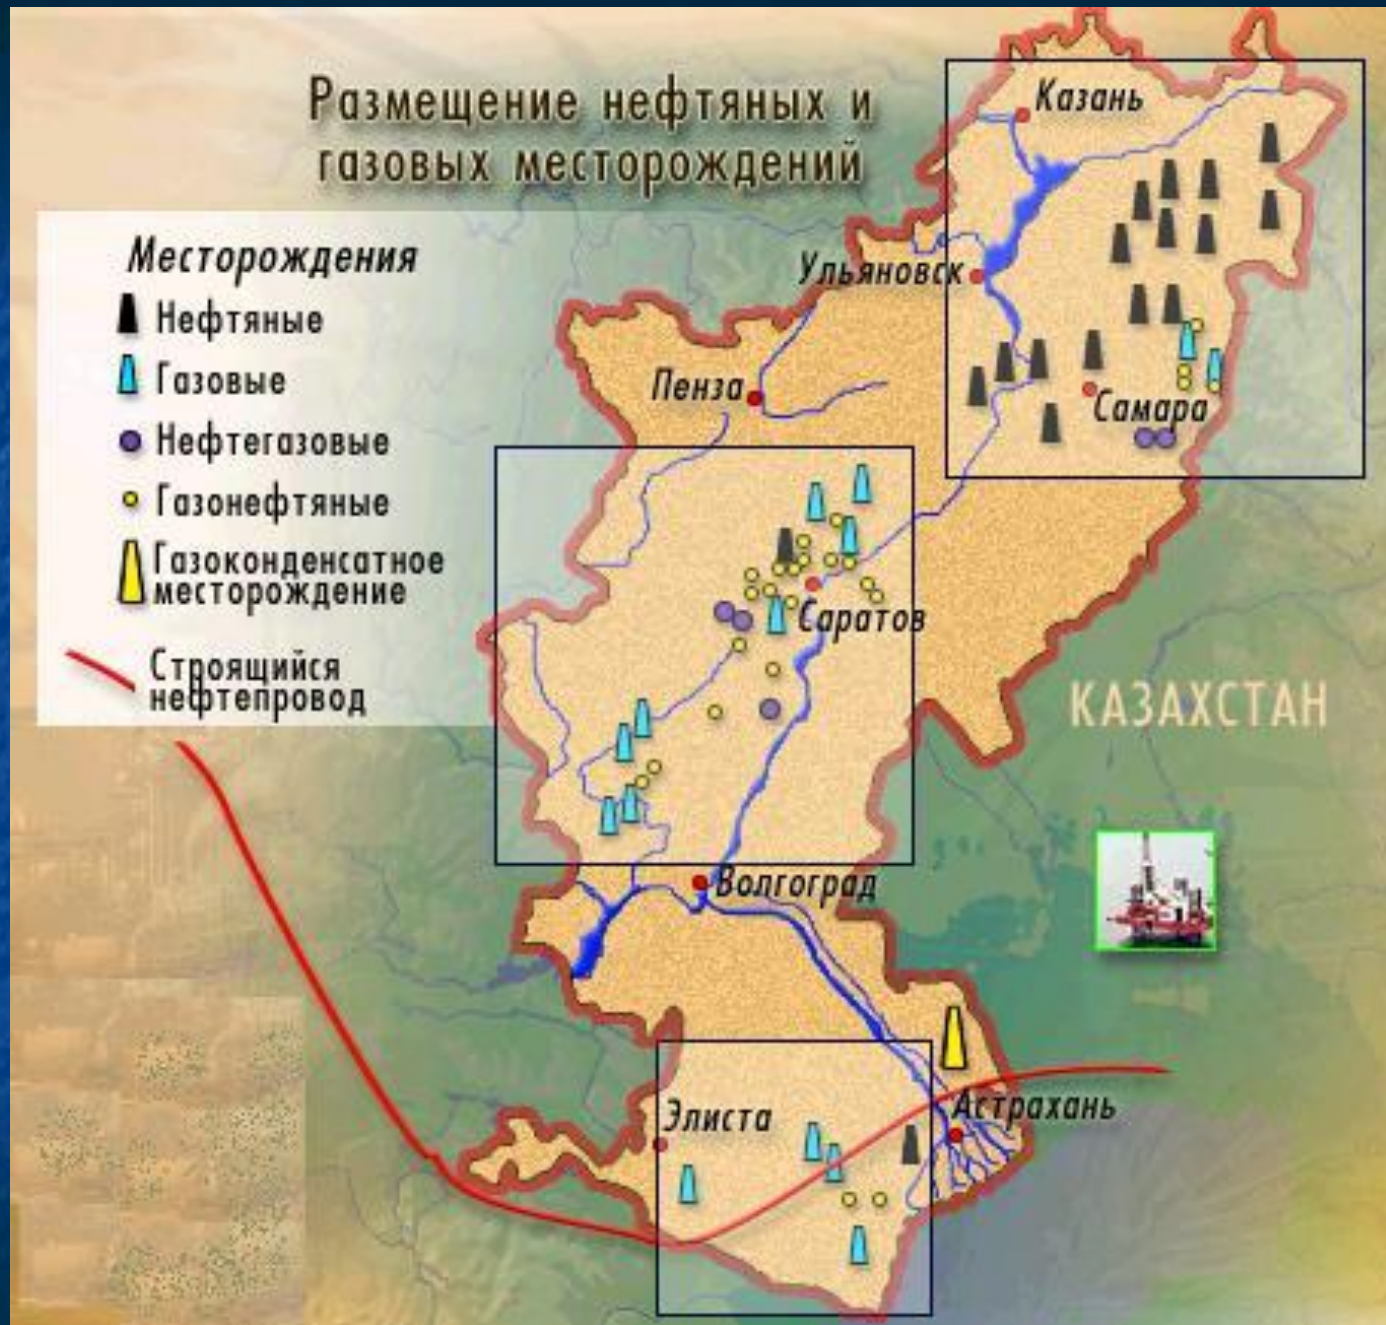 Размещение нефтяных и
газовых месторождений
Месторождения
Нефтяные
Газовые
Нефтегазовые
Газонефтяные
Газоконденсатное
месторождение
Строящийся
нефтепровод
Казань
Ульяновск
Пенза
Самара
Саратов
КАЗАХСТАН
Волгоград
Элиста
Астрахань